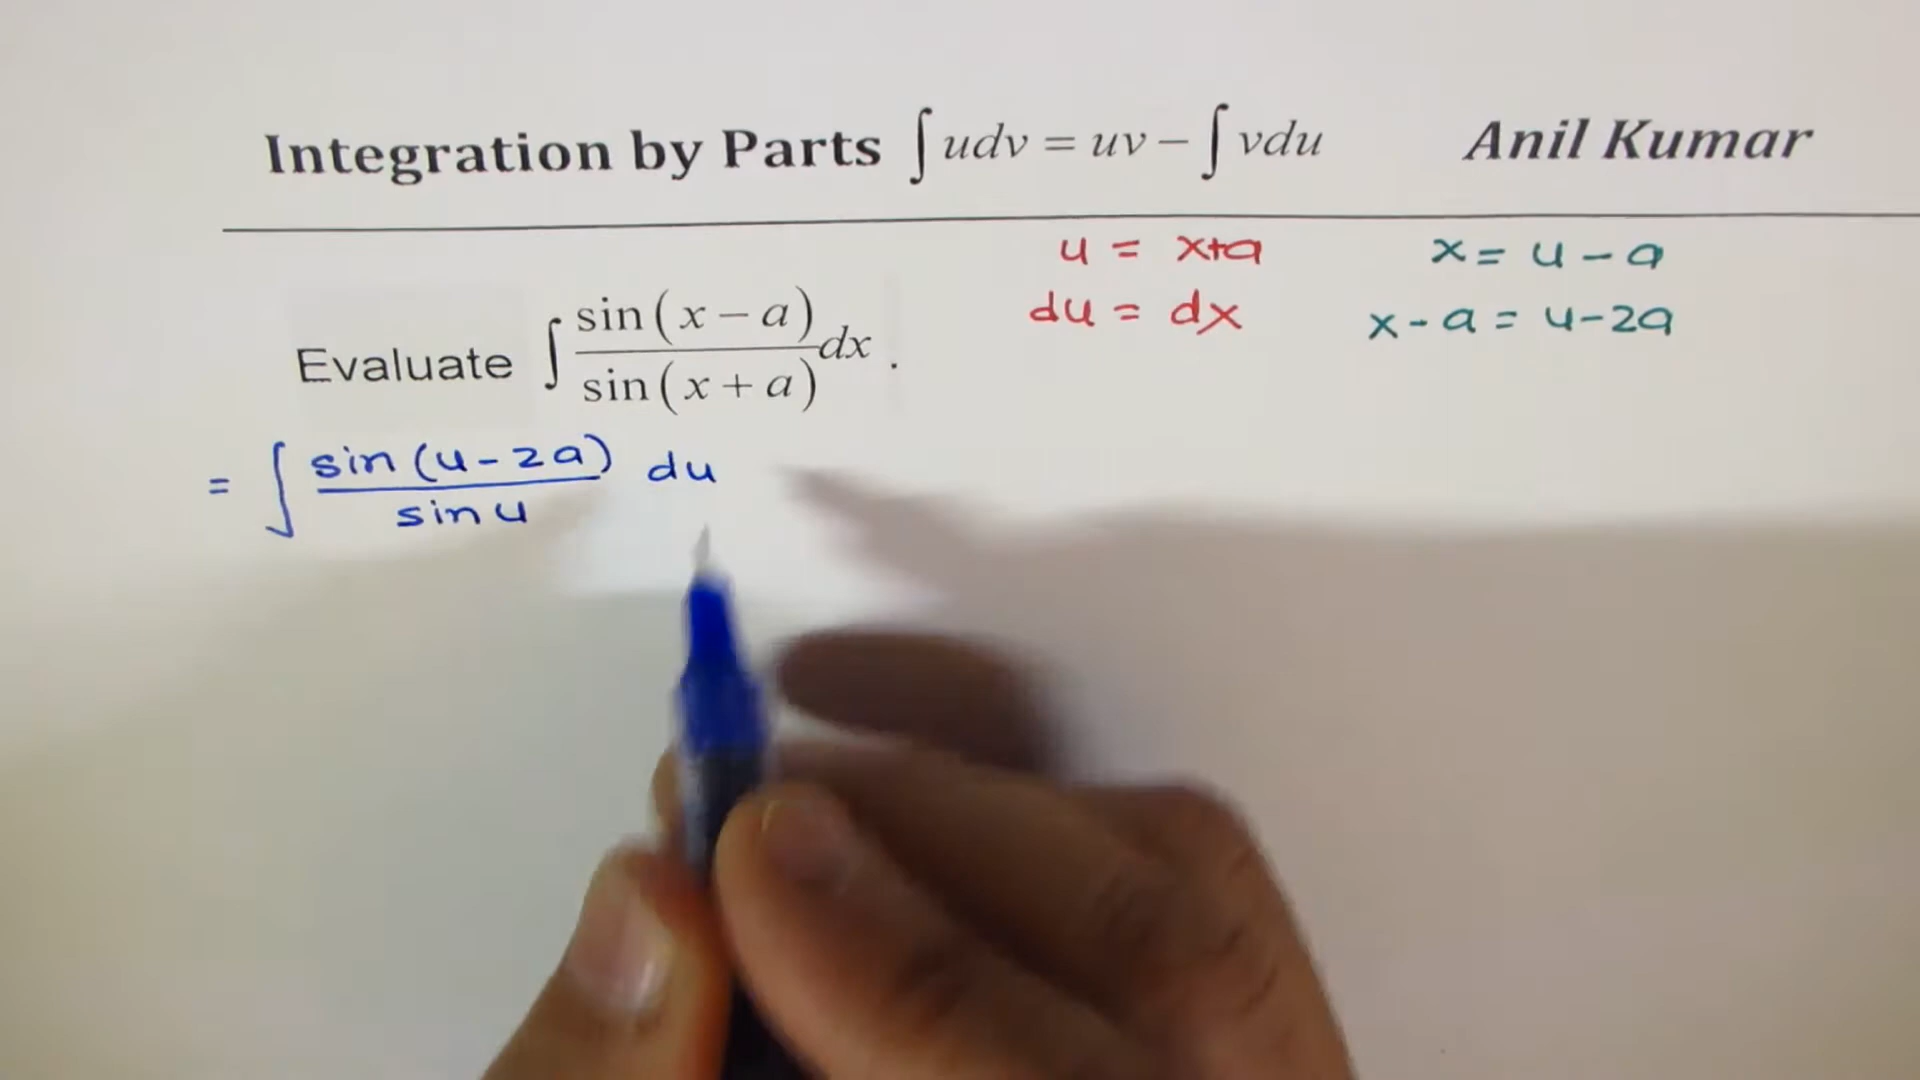 Integration by Parts ∫udv = uv − ∫vdu Anil Kumar
u = x+a x = u − a
du = dx x - a = u-2a
Evaluate ∫ sin(x − a) / sin(x + a) dx .
= ∫ sin (u - 2a) / sin u du